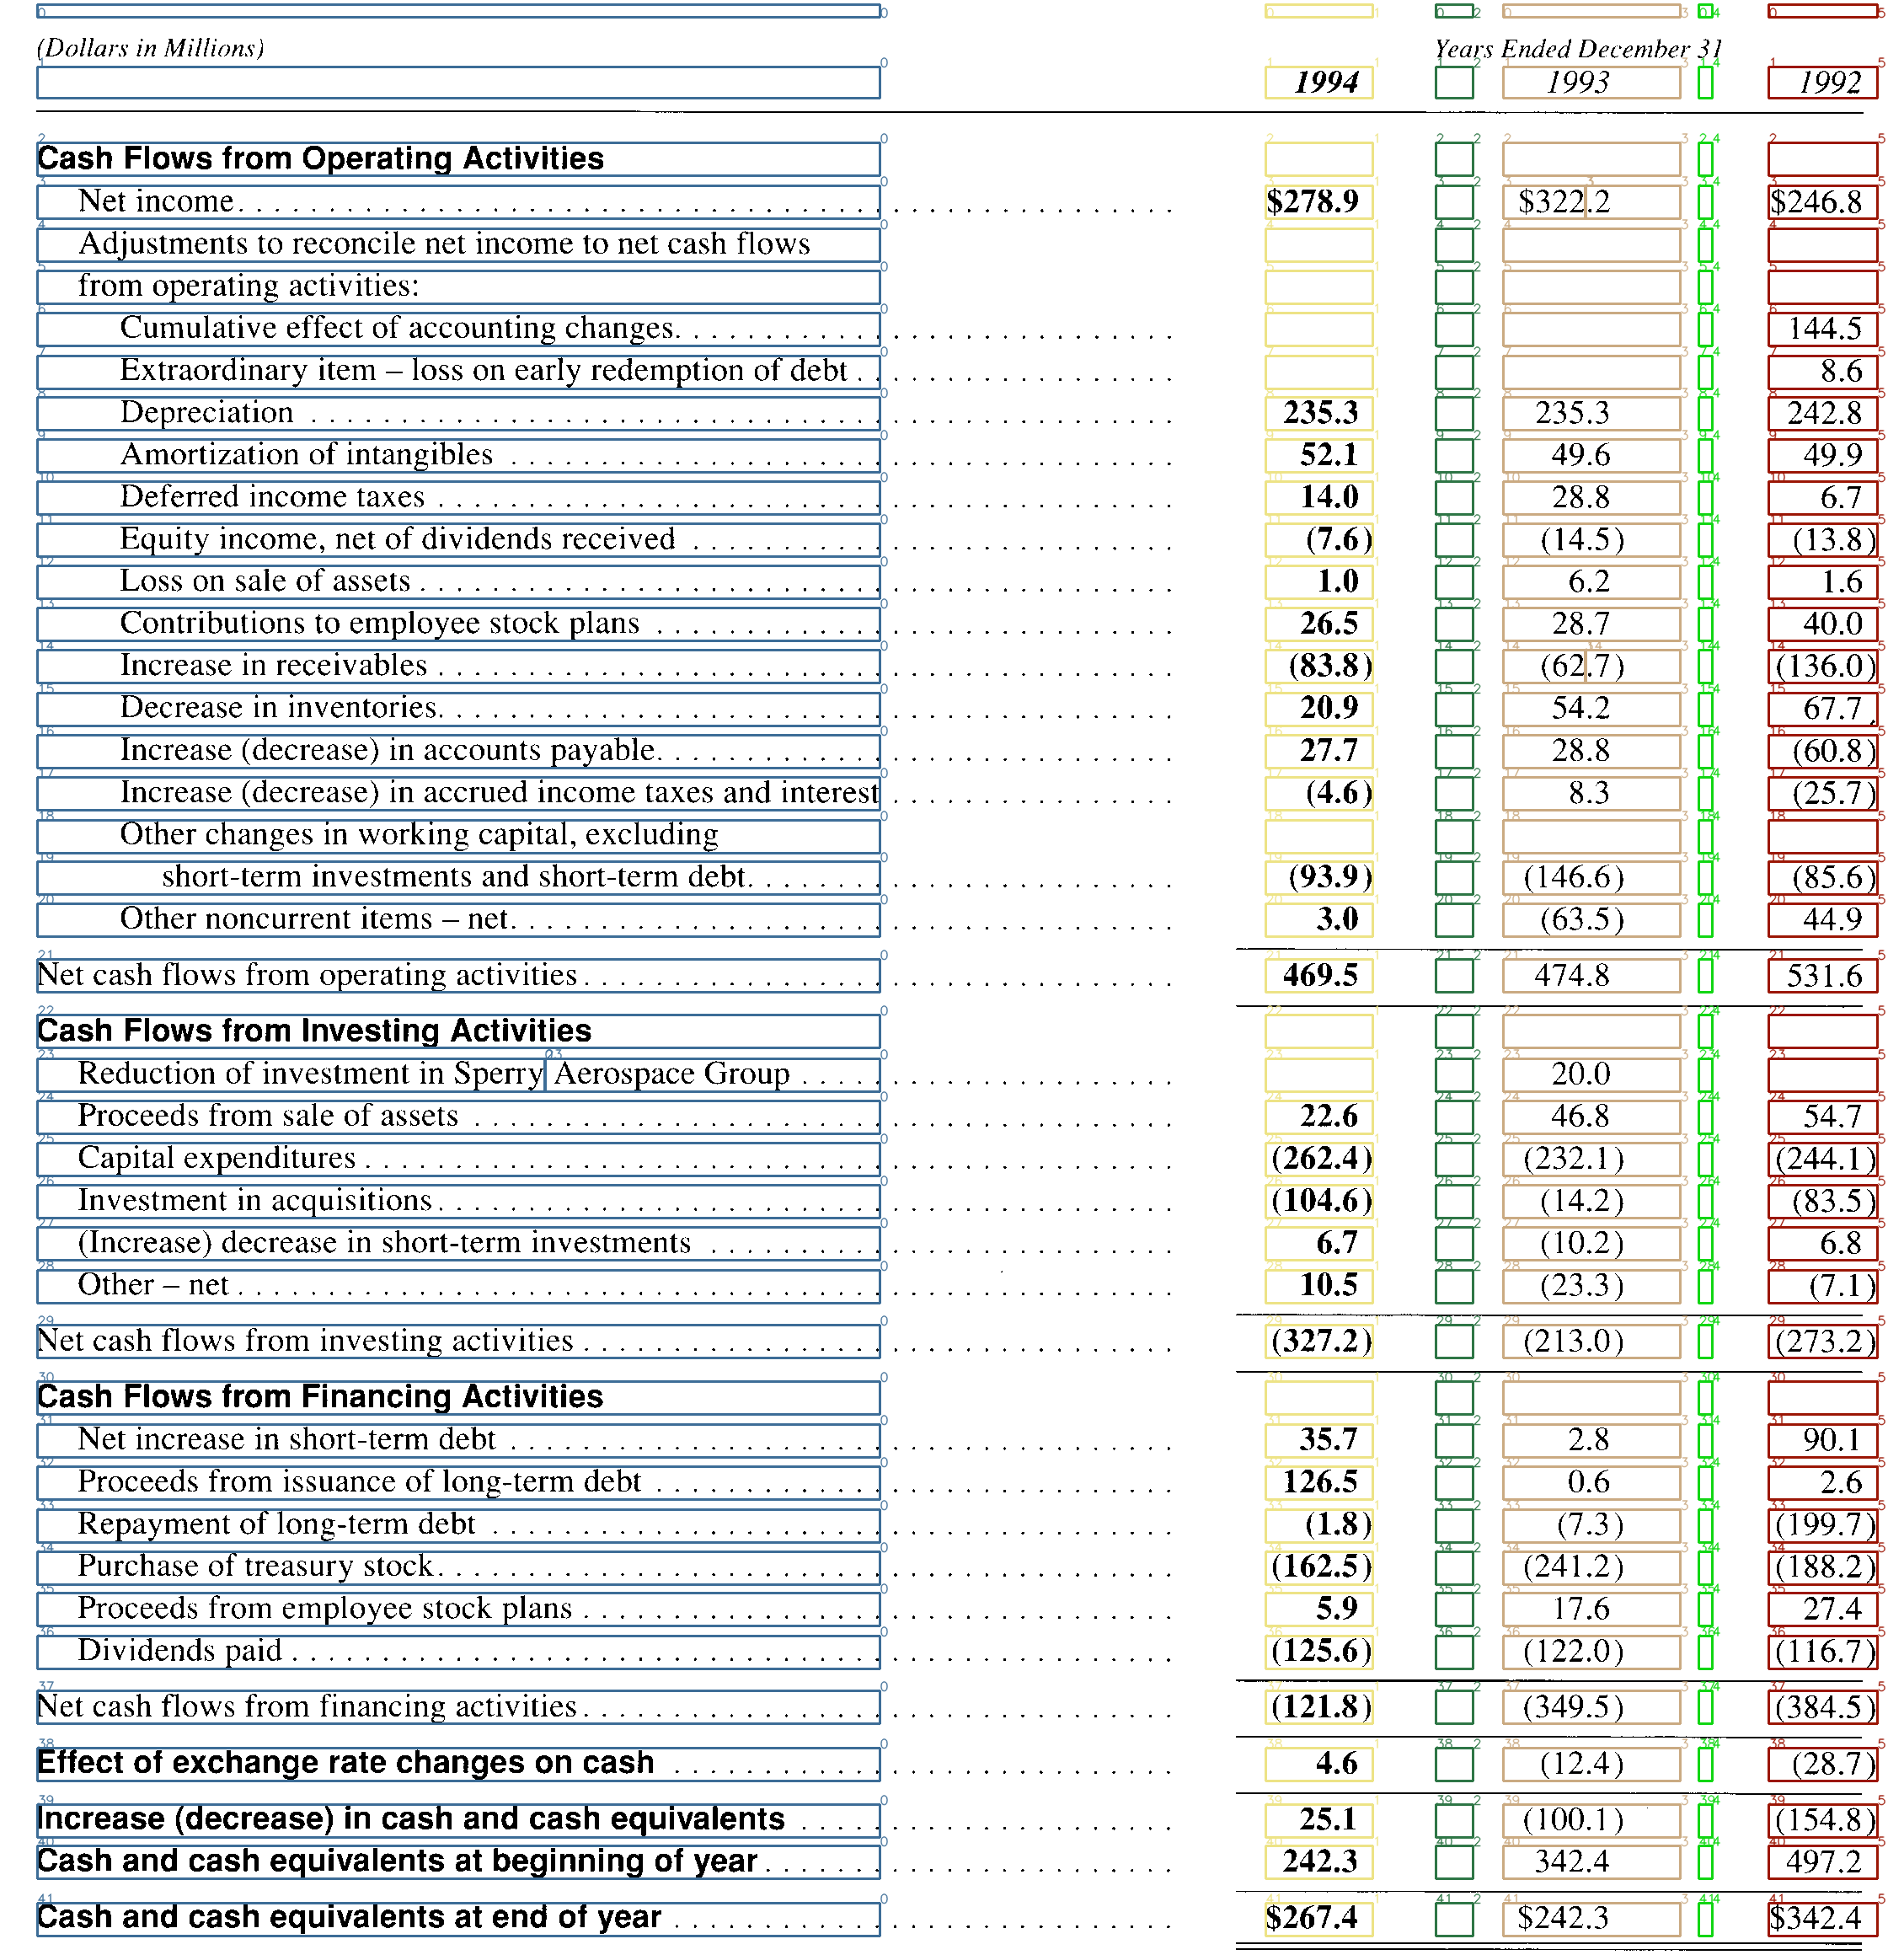 (Dollars in Millions) Years Ended December 31
1994 1993 1992
Cash Flows from Operating Activities
Net income $278.9 $322.2 $246.8
Adjustments to reconcile net income to net cash flows
from operating activities:
Cumulative effect of accounting changes 144.5
Extraordinary item – loss on early redemption of debt 8.6
Depreciation 235.3 235.3 242.8
Amortization of intangibles 52.1 49.6 49.9
Deferred income taxes 14.0 28.8 6.7
Equity income, net of dividends received (7.6) (14.5) (13.8)
Loss on sale of assets 1.0 6.2 1.6
Contributions to employee stock plans 26.5 28.7 40.0
Increase in receivables (83.8) (62.7) (136.0)
Decrease in inventories 20.9 54.2 67.7
Increase (decrease) in accounts payable 27.7 28.8 (60.8)
Increase (decrease) in accrued income taxes and interest (4.6) 8.3 (25.7)
Other changes in working capital, excluding
short-term investments and short-term debt (93.9) (146.6) (85.6)
Other noncurrent items – net 3.0 (63.5) 44.9
Net cash flows from operating activities 469.5 474.8 531.6
Cash Flows from Investing Activities
Reduction of investment in Sperry Aerospace Group 20.0
Proceeds from sale of assets 22.6 46.8 54.7
Capital expenditures (262.4) (232.1) (244.1)
Investment in acquisitions (104.6) (14.2) (83.5)
(Increase) decrease in short-term investments 6.7 (10.2) 6.8
Other – net 10.5 (23.3) (7.1)
Net cash flows from investing activities (327.2) (213.0) (273.2)
Cash Flows from Financing Activities
Net increase in short-term debt 35.7 2.8 90.1
Proceeds from issuance of long-term debt 126.5 0.6 2.6
Repayment of long-term debt (1.8) (7.3) (199.7)
Purchase of treasury stock (162.5) (241.2) (188.2)
Proceeds from employee stock plans 5.9 17.6 27.4
Dividends paid (125.6) (122.0) (116.7)
Net cash flows from financing activities (121.8) (349.5) (384.5)
Effect of exchange rate changes on cash 4.6 (12.4) (28.7)
Increase (decrease) in cash and cash equivalents 25.1 (100.1) (154.8)
Cash and cash equivalents at beginning of year 242.3 342.4 497.2
Cash and cash equivalents at end of year $267.4 $242.3 $342.4